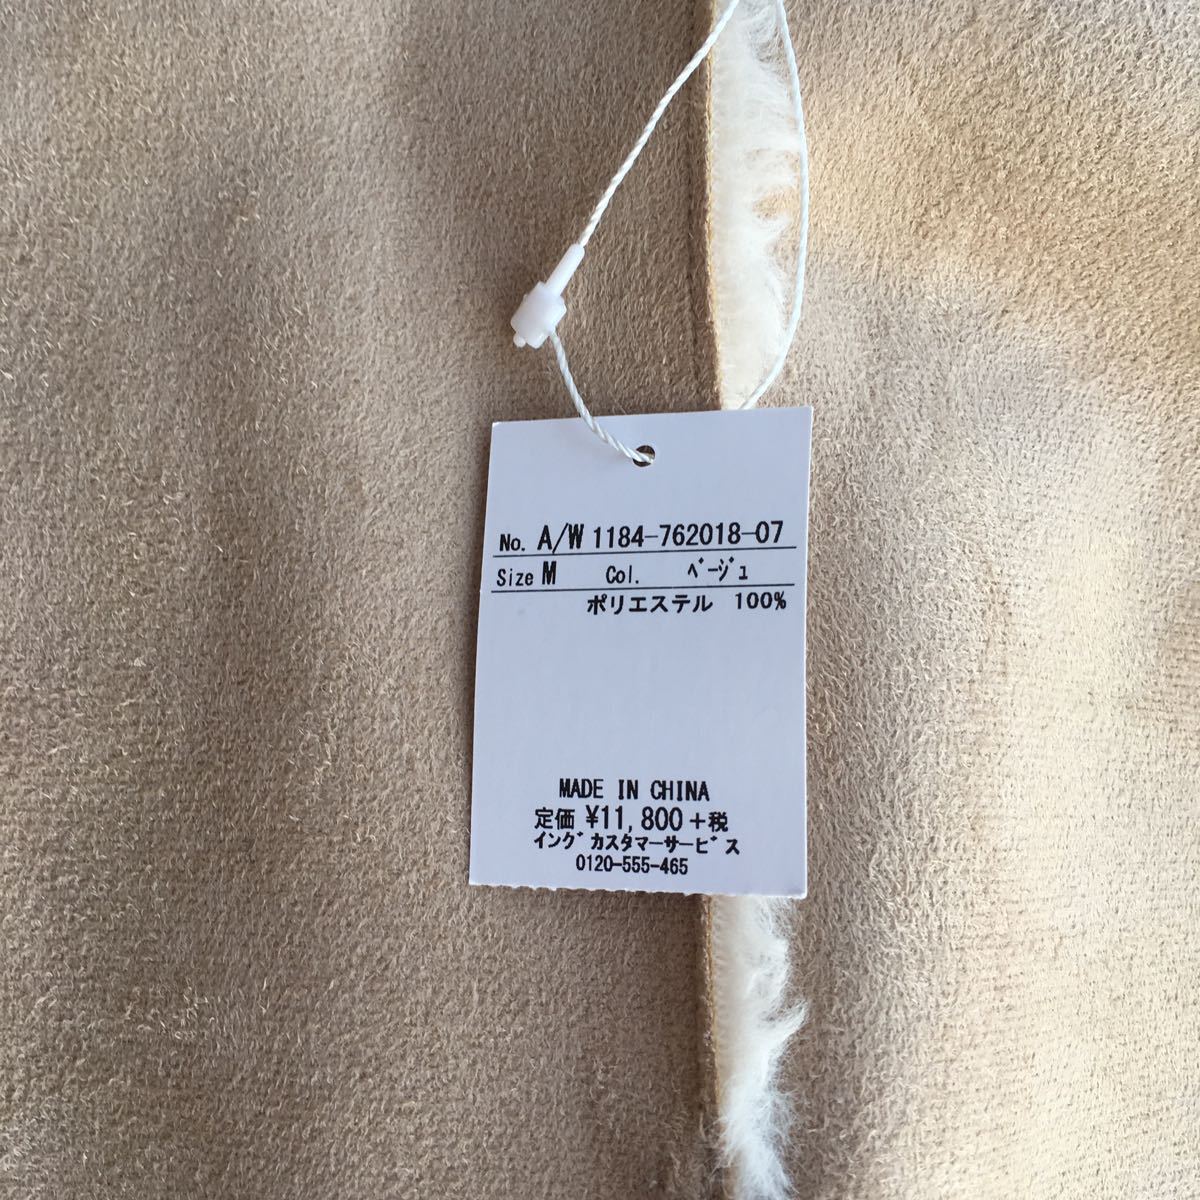 No. A/W 1184-762018-07
Size M Col. ﾍﾞｰｼﾞｭ
ポリエステル 100%
MADE IN CHINA
定価 ¥11,800+税
イングﾞカスタマーサービﾞス
0120-555-465